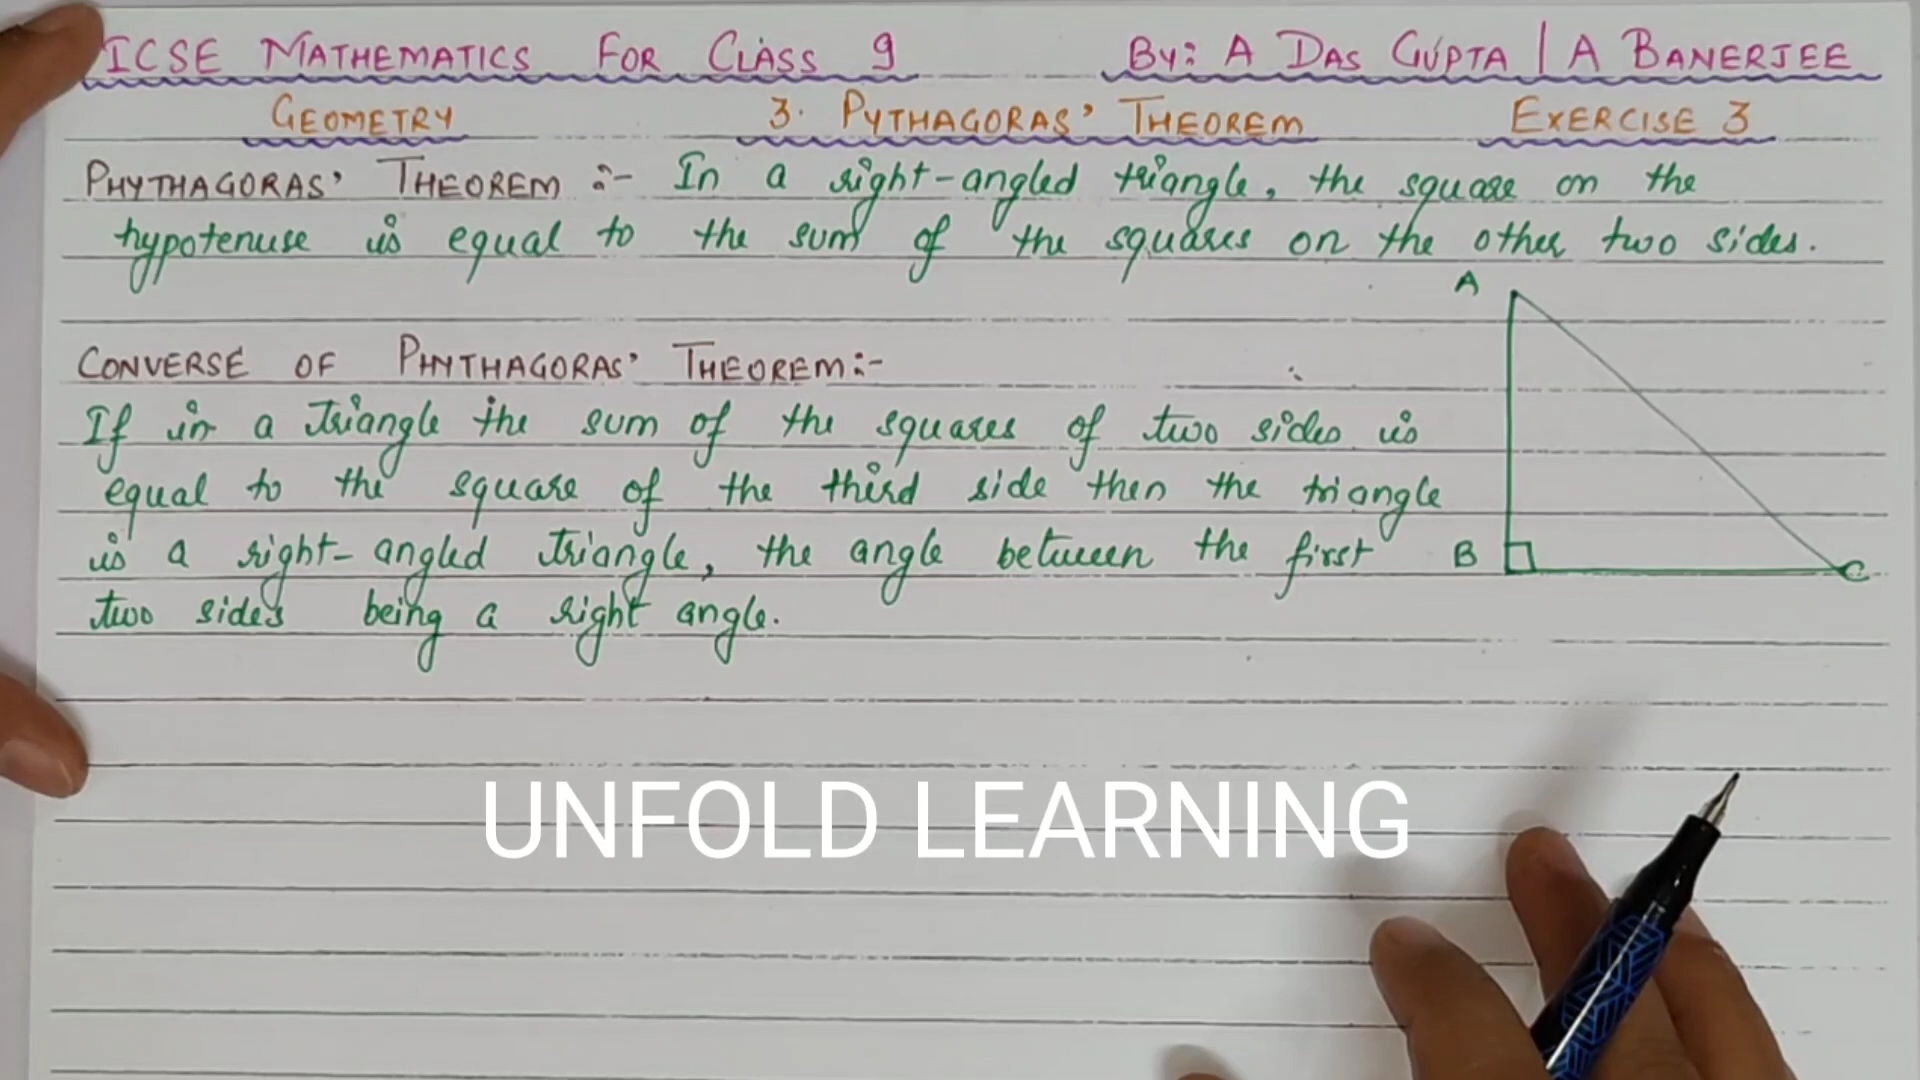 ICSE MATHEMATICS FOR CLASS 9 BY: A DAS GUPTA | A BANERJEE
GEOMETRY 3. PYTHAGORAS' THEOREM EXERCISE 3
PHYTHAGORAS' THEOREM :- In a right-angled triangle, the square on the
hypotenuse is equal to the sum of the squares on the other two sides.
A
CONVERSE OF PHYTHAGORAS' THEOREM:-
If in a triangle the sum of the squares of two sides is
equal to the square of the third side then the triangle
is a right-angled triangle, the angle between the first
B C
two sides being a right angle.
UNFOLD LEARNING